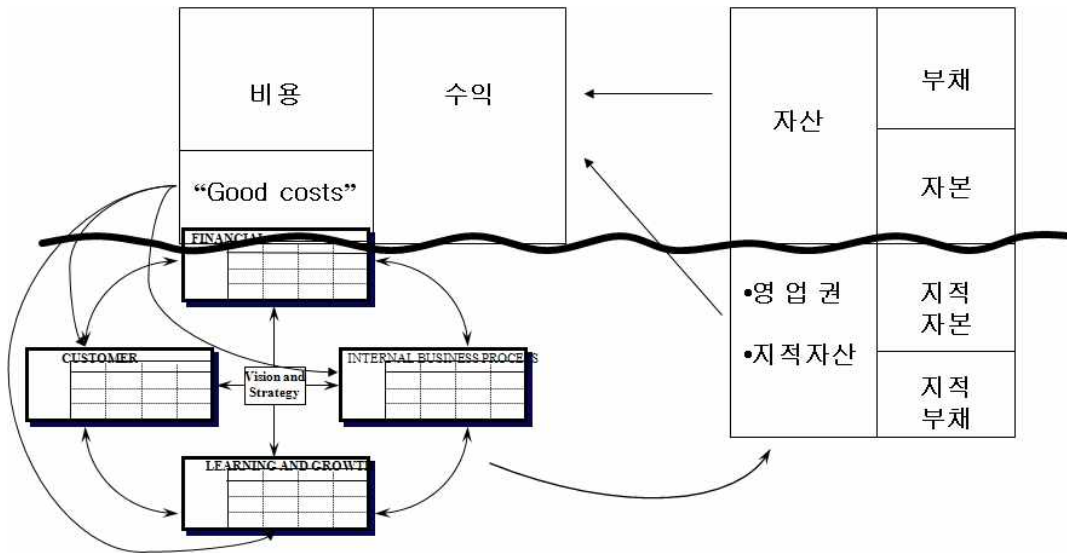 비용
수익
“Good costs”
자산
부채
자본
•영 업 권
•지적자산
지적
자본
지적
부채
FINANCIAL
CUSTOMER
Vision and
Strategy
INTERNAL BUSINESS PROCESS
LEARNING AND GROWTH